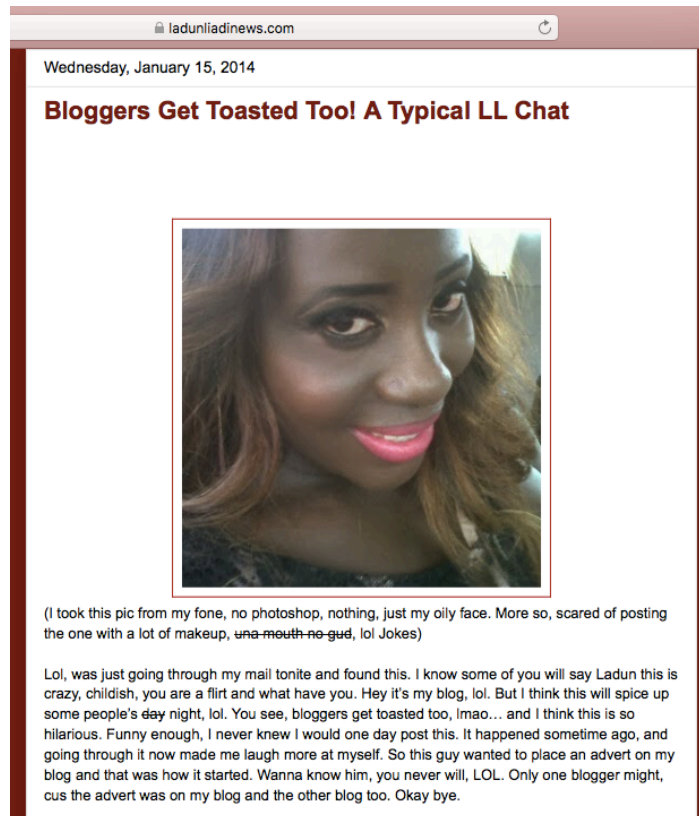 ladunliadinews.com
Wednesday, January 15, 2014
Bloggers Get Toasted Too! A Typical LL Chat
(I took this pic from my fone, no photoshop, nothing, just my oily face. More so, scared of posting
the one with a lot of makeup, una mouth no gud, lol Jokes)
Lol, was just going through my mail tonite and found this. I know some of you will say Ladun this is
crazy, childish, you are a flirt and what have you. Hey it's my blog, lol. But I think this will spice up
some people's day night, lol. You see, bloggers get toasted too, lmao… and I think this is so
hilarious. Funny enough, I never knew I would one day post this. It happened sometime ago, and
going through it now made me laugh more at myself. So this guy wanted to place an advert on my
blog and that was how it started. Wanna know him, you never will, LOL. Only one blogger might,
cus the advert was on my blog and the other blog too. Okay bye.